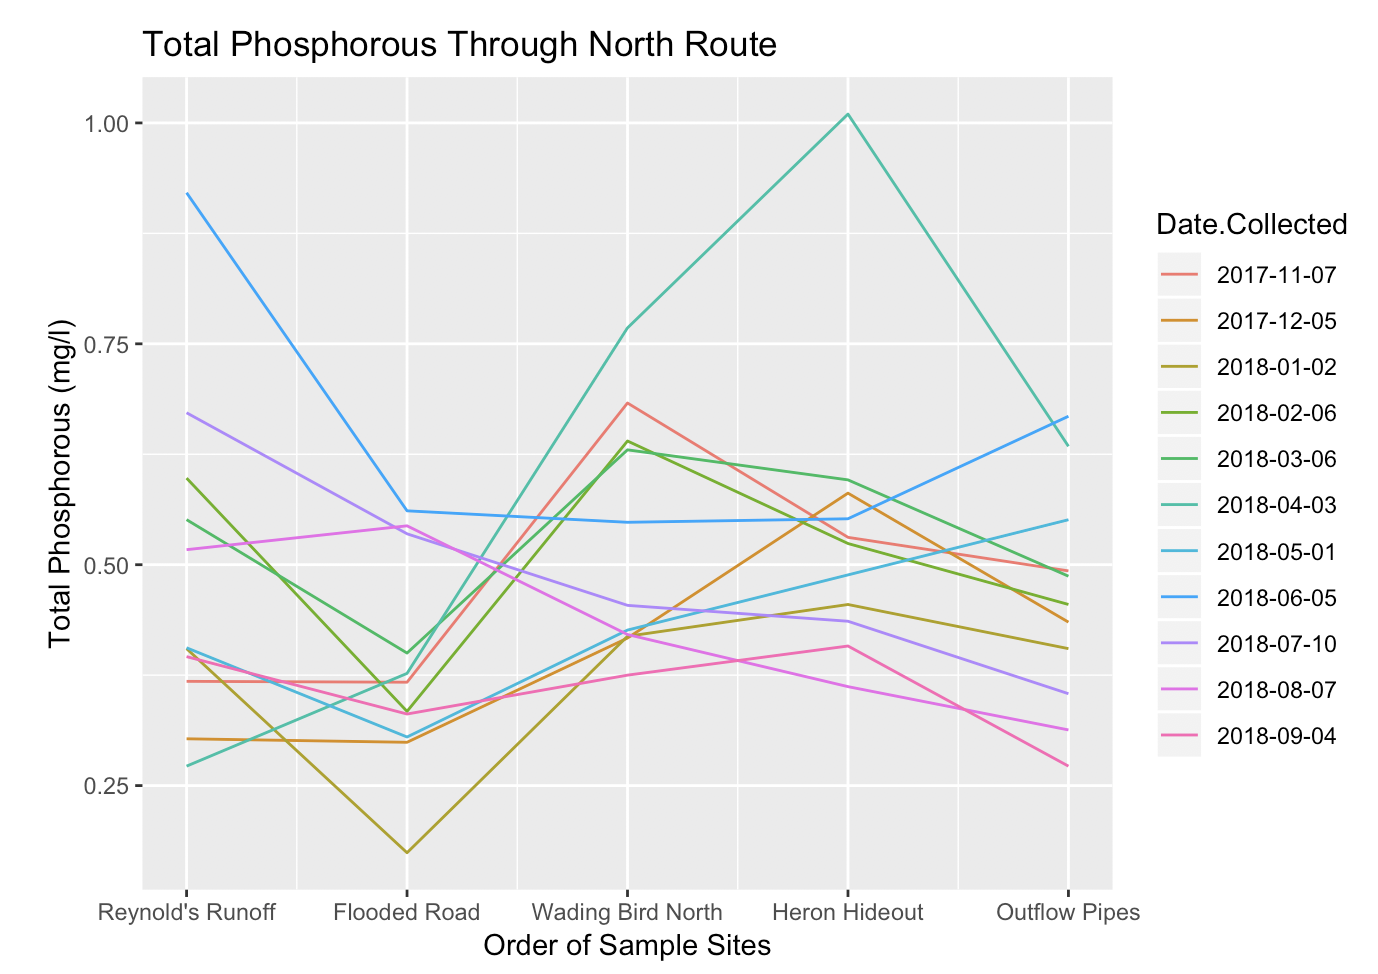 Total Phosphorous Through North Route
Total Phosphorous (mg/l)
1.00
0.75
0.50
0.25
Reynold's Runoff
Flooded Road
Wading Bird North
Heron Hideout
Outflow Pipes
Order of Sample Sites
Date.Collected
2017-11-07
2017-12-05
2018-01-02
2018-02-06
2018-03-06
2018-04-03
2018-05-01
2018-06-05
2018-07-10
2018-08-07
2018-09-04